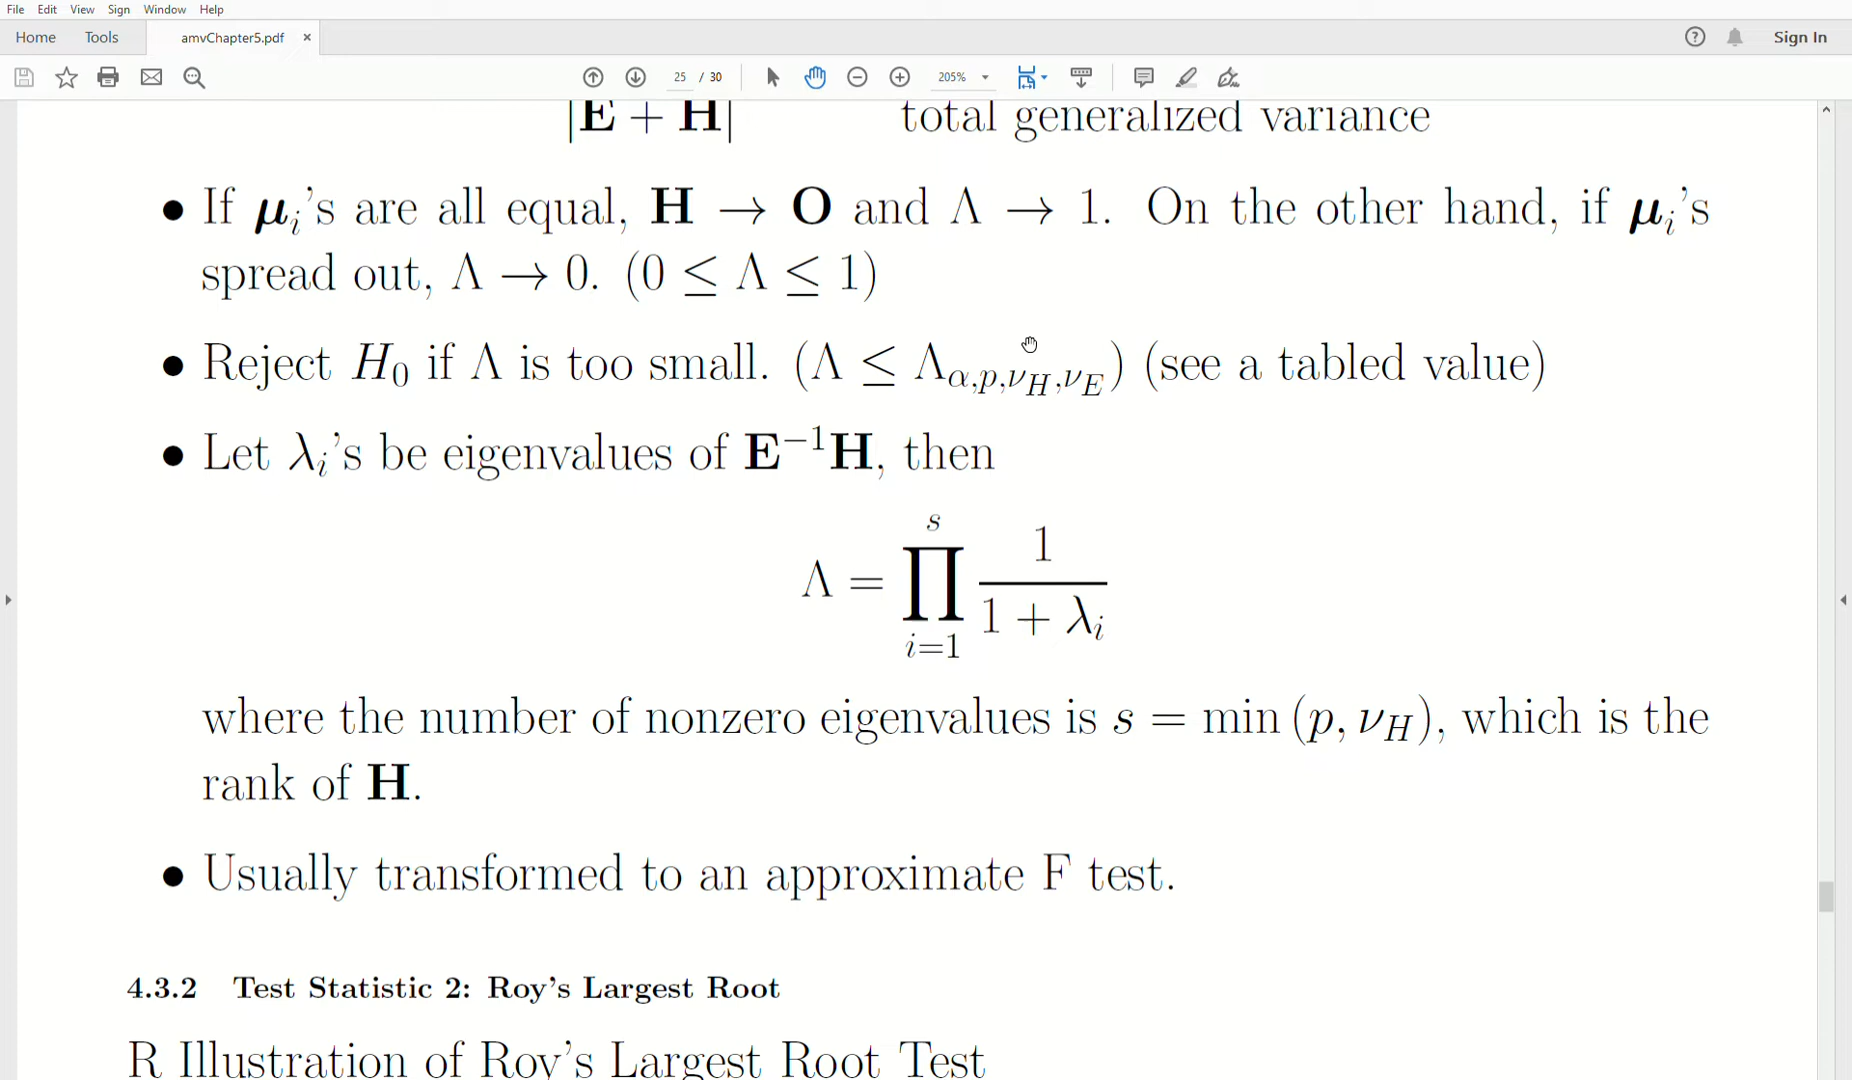 File Edit View Sign Window Help
Home Tools amvChapter5.pdf × ? Sign In
25 / 30 205%
|E + H| total generalized variance
• If μᵢ's are all equal, H → O and Λ → 1. On the other hand, if μᵢ's
spread out, Λ → 0. (0 ≤ Λ ≤ 1)
• Reject H₀ if Λ is too small. (Λ ≤ Λ_{α,p,ν_H,ν_E}) (see a tabled value)
• Let λᵢ's be eigenvalues of E⁻¹H, then
Λ = ∏_{i=1}^{s} 1/(1 + λᵢ)
where the number of nonzero eigenvalues is s = min (p, ν_H), which is the
rank of H.
• Usually transformed to an approximate F test.
4.3.2 Test Statistic 2: Roy's Largest Root
R Illustration of Roy's Largest Root Test